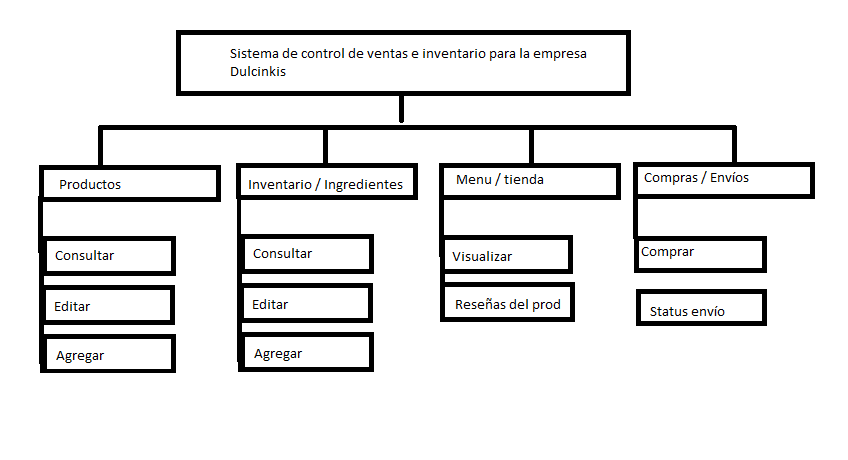 Sistema de control de ventas e inventario para la empresa
Dulcinkis
Productos
Inventario / Ingredientes
Menu / tienda
Compras / Envíos
Consultar
Consultar
Visualizar
Comprar
Editar
Editar
Reseñas del prod
Status envío
Agregar
Agregar